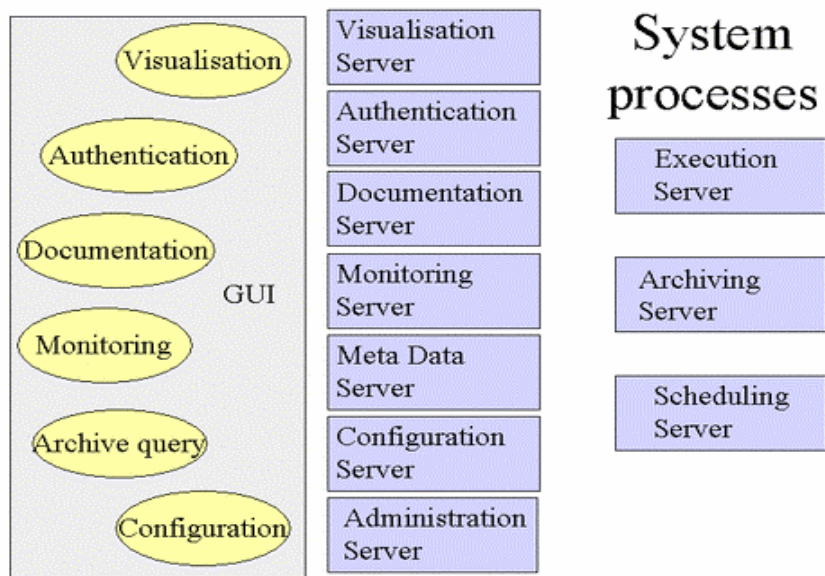 Visualisation
Authentication
Documentation
GUI
Monitoring
Archive query
Configuration
Visualisation
Server
Authentication
Server
Documentation
Server
Monitoring
Server
Meta Data
Server
Configuration
Server
Administration
Server
System
processes
Execution
Server
Archiving
Server
Scheduling
Server